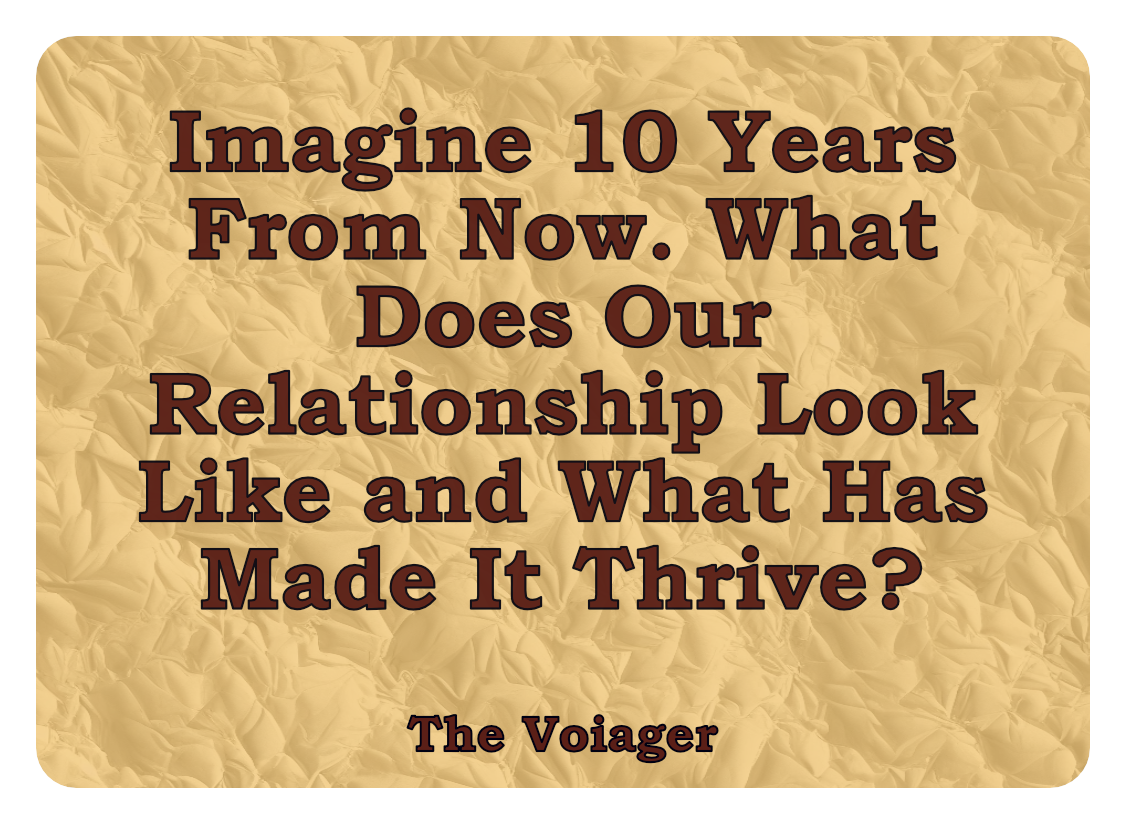 Imagine 10 Years
From Now. What
Does Our
Relationship Look
Like and What Has
Made It Thrive?
The Voiager